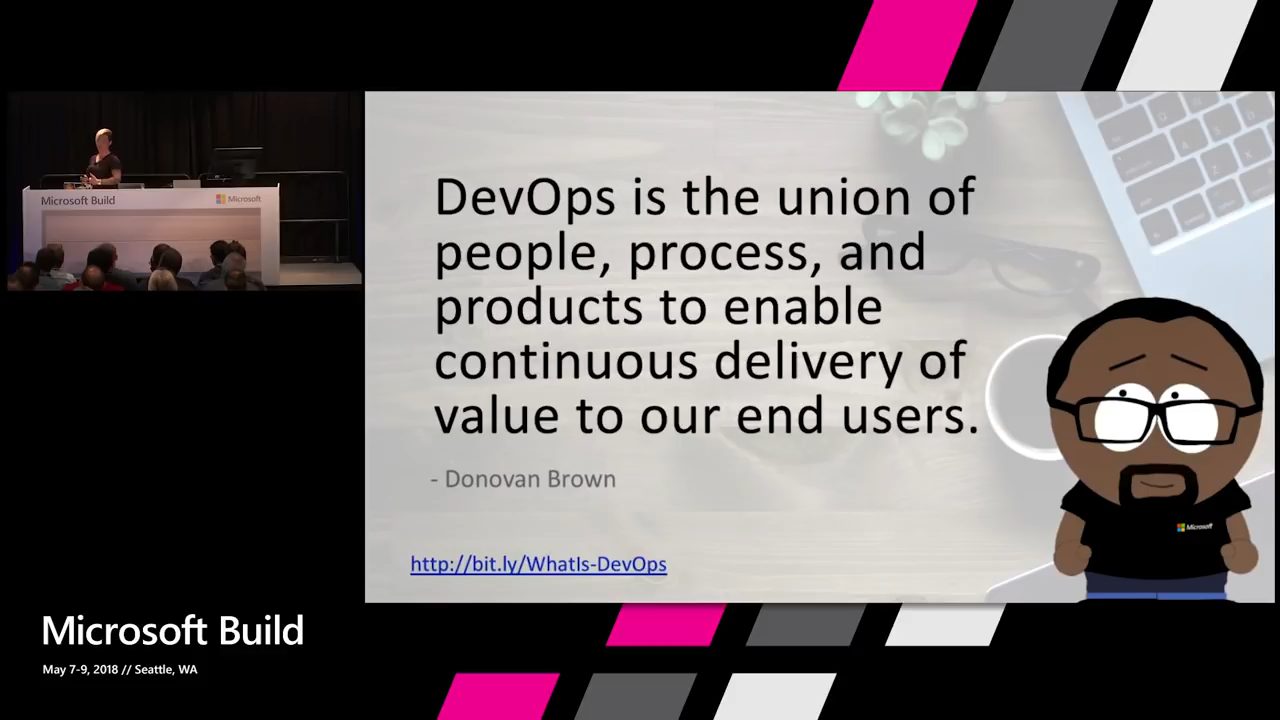 Microsoft Build
Microsoft
DevOps is the union of
people, process, and
products to enable
continuous delivery of
value to our end users.
- Donovan Brown
http://bit.ly/WhatIs-DevOps
Microsoft
Microsoft Build
May 7-9, 2018 // Seattle, WA